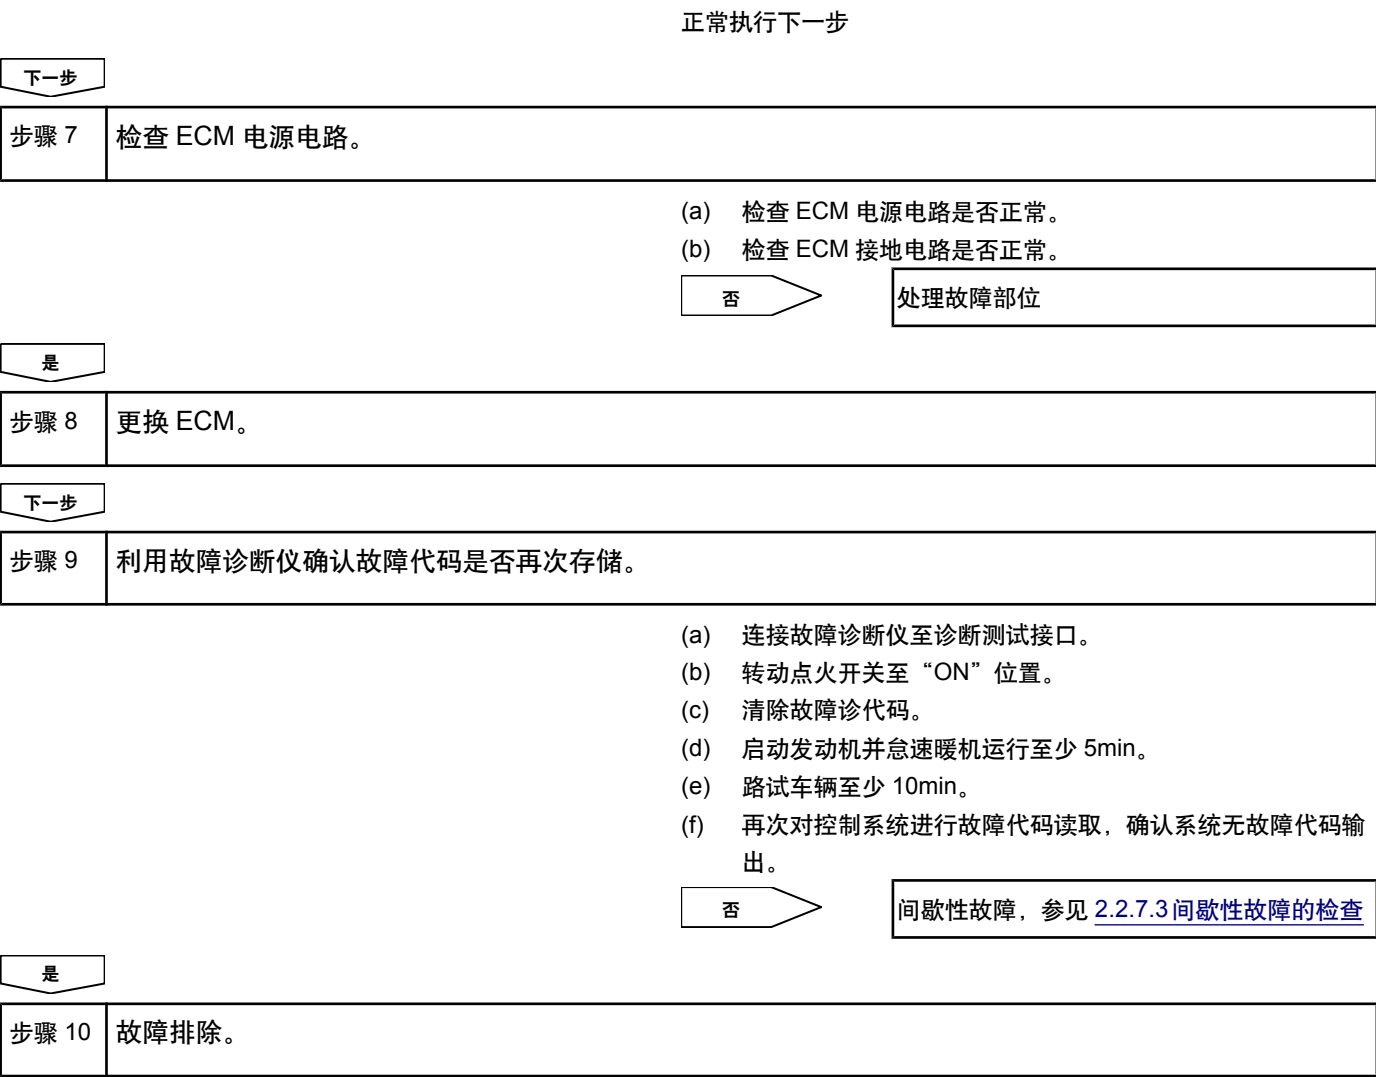 正常执行下一步
下一步
步骤 7
检查 ECM 电源电路。
(a) 检查 ECM 电源电路是否正常。
(b) 检查 ECM 接地电路是否正常。
否
处理故障部位
是
步骤 8
更换 ECM。
下一步
步骤 9
利用故障诊断仪确认故障代码是否再次存储。
(a) 连接故障诊断仪至诊断测试接口。
(b) 转动点火开关至“ON”位置。
(c) 清除故障诊代码。
(d) 启动发动机并怠速暖机运行至少 5min。
(e) 路试车辆至少 10min。
(f) 再次对控制系统进行故障代码读取，确认系统无故障代码输
出。
否
间歇性故障，参见 2.2.7.3 间歇性故障的检查
是
步骤 10
故障排除。